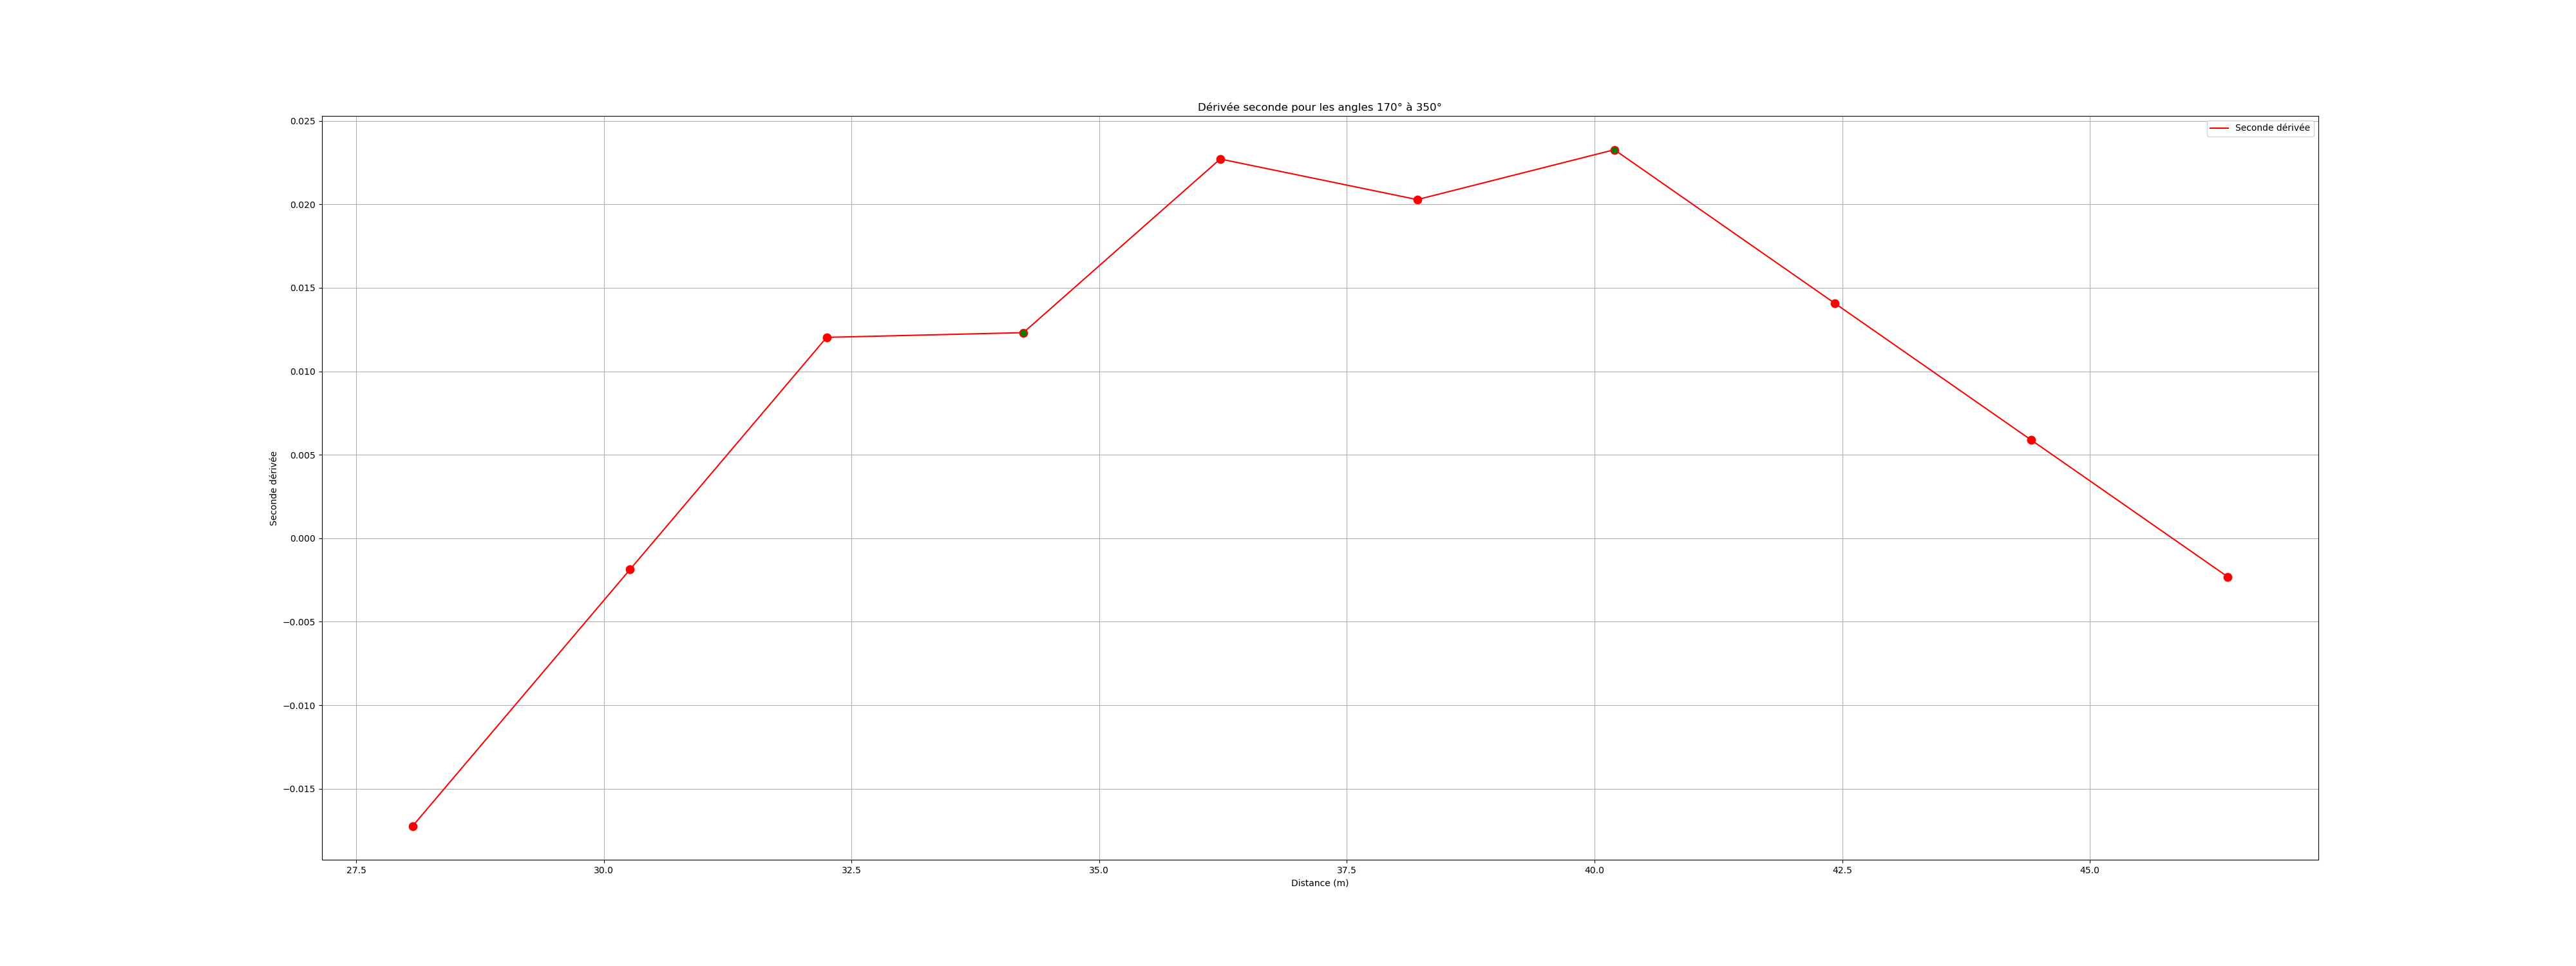 Dérivée seconde pour les angles 170° à 350°
Seconde dérivée
0.025
0.020
0.015
0.010
0.005
0.000
−0.005
−0.010
−0.015
Seconde dérivée
27.5 30.0 32.5 35.0 37.5 40.0 42.5 45.0
Distance (m)